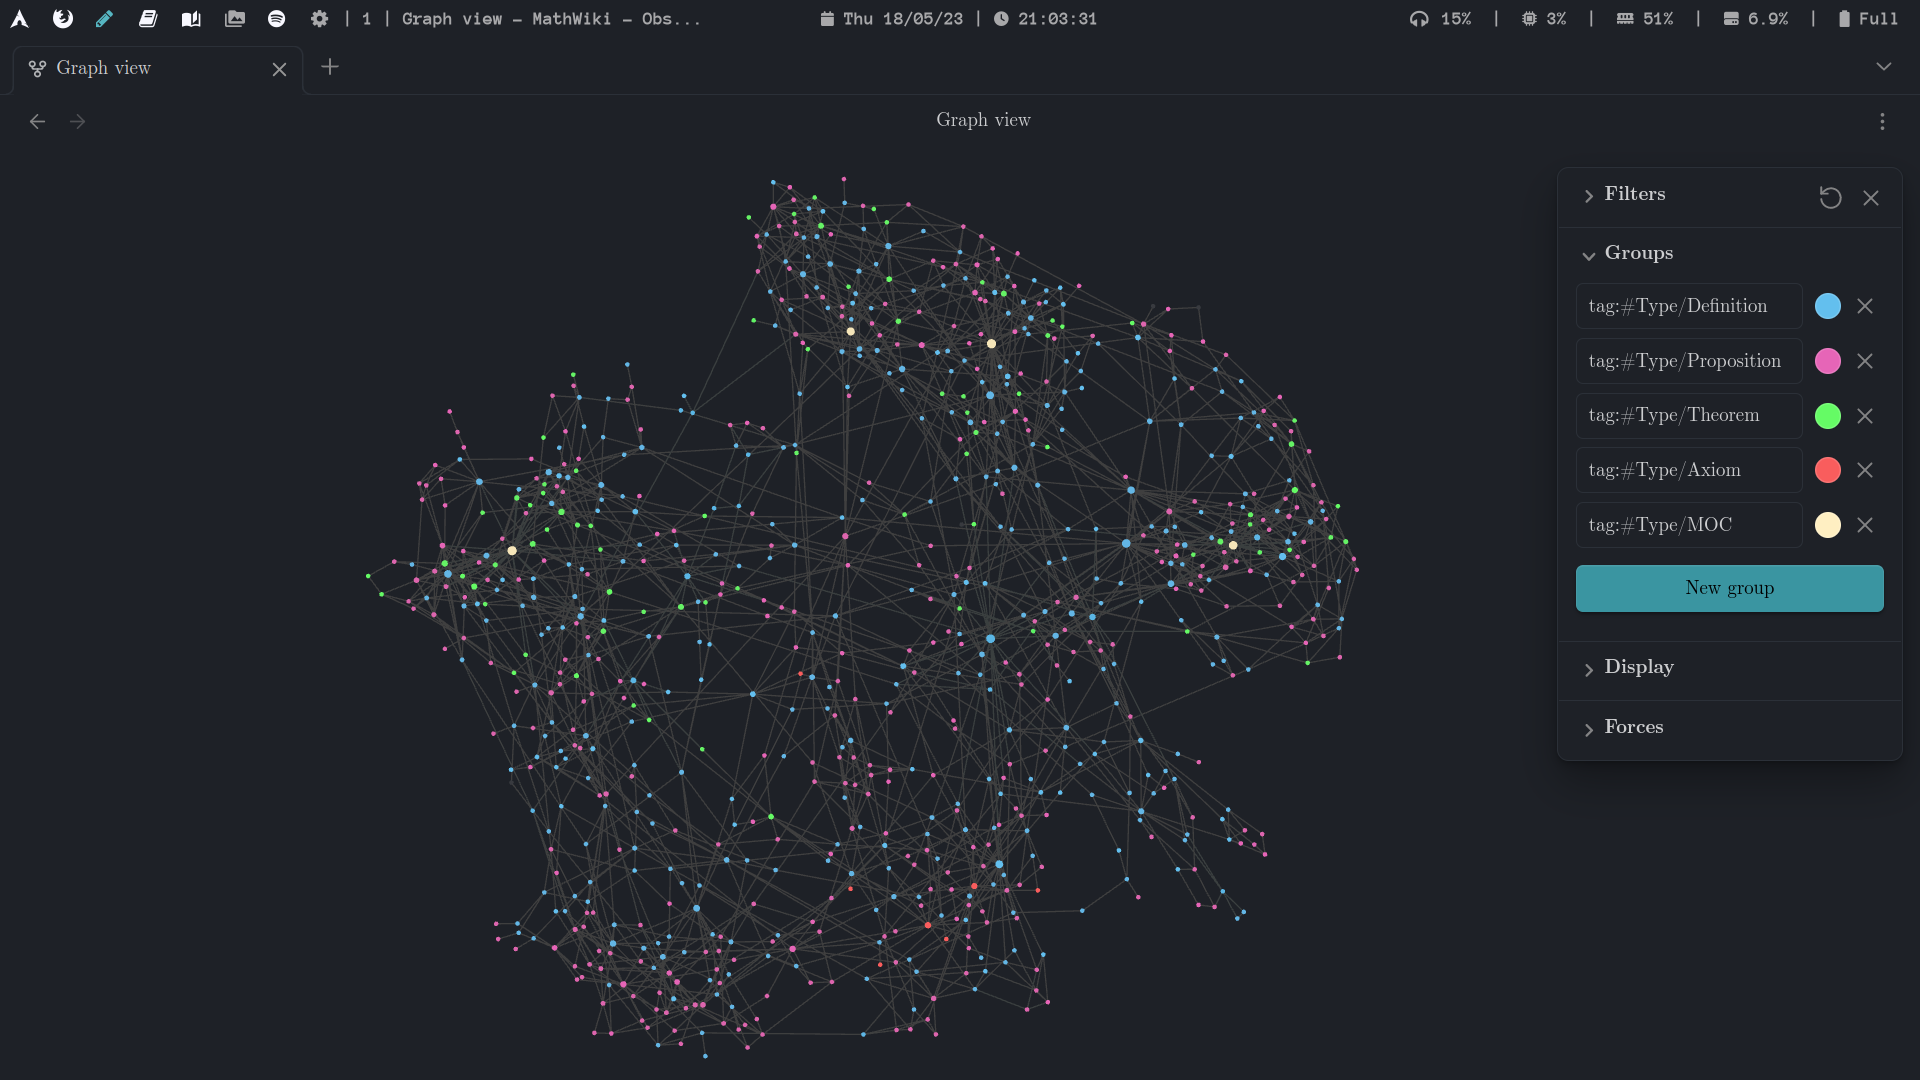 | 1 | Graph view – MathWiki – Obs... Thu 18/05/23 | 21:03:31 15% | 3% | 51% | 6.9% | Full
Graph view
Graph view
Filters
Groups
tag:#Type/Definition
tag:#Type/Proposition
tag:#Type/Theorem
tag:#Type/Axiom
tag:#Type/MOC
New group
Display
Forces